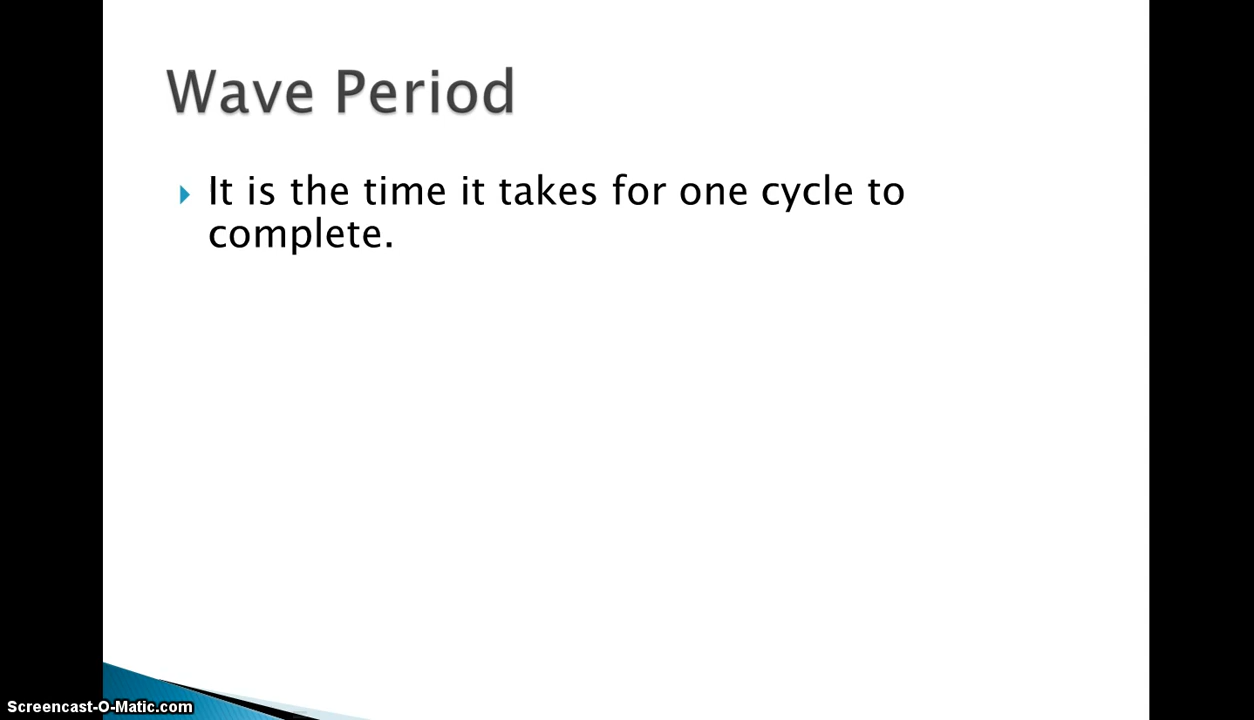 Wave Period
It is the time it takes for one cycle to
complete.
Screencast-O-Matic.com